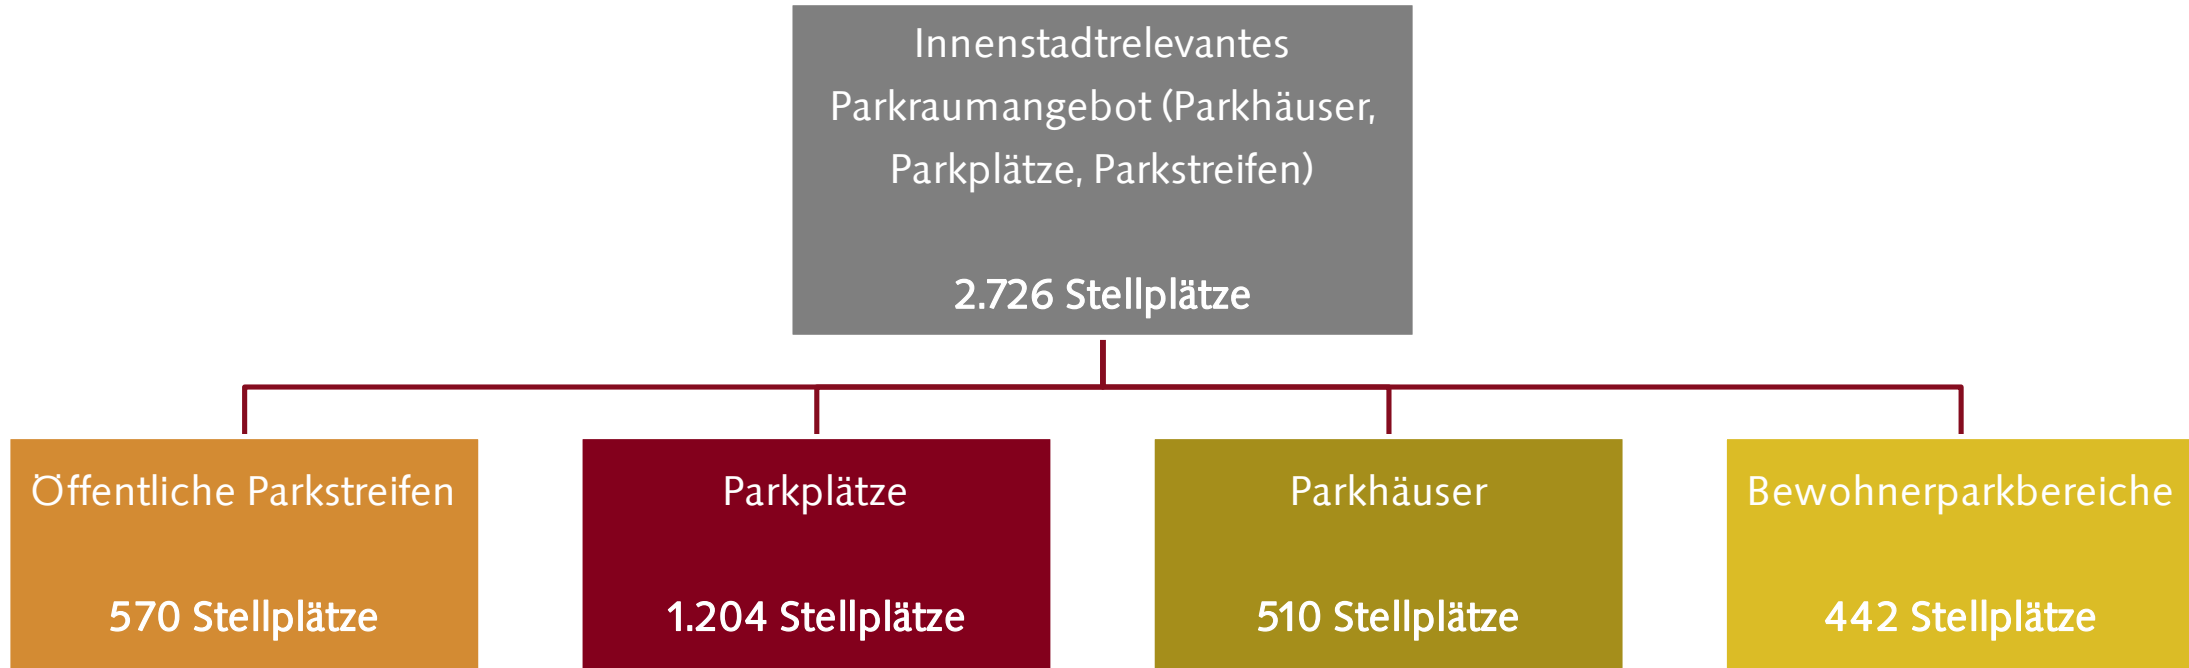 Innenstadtrelevantes
Parkraumangebot (Parkhäuser,
Parkplätze, Parkstreifen)
2.726 Stellplätze
Öffentliche Parkstreifen
570 Stellplätze
Parkplätze
1.204 Stellplätze
Parkhäuser
510 Stellplätze
Bewohnerparkbereiche
442 Stellplätze